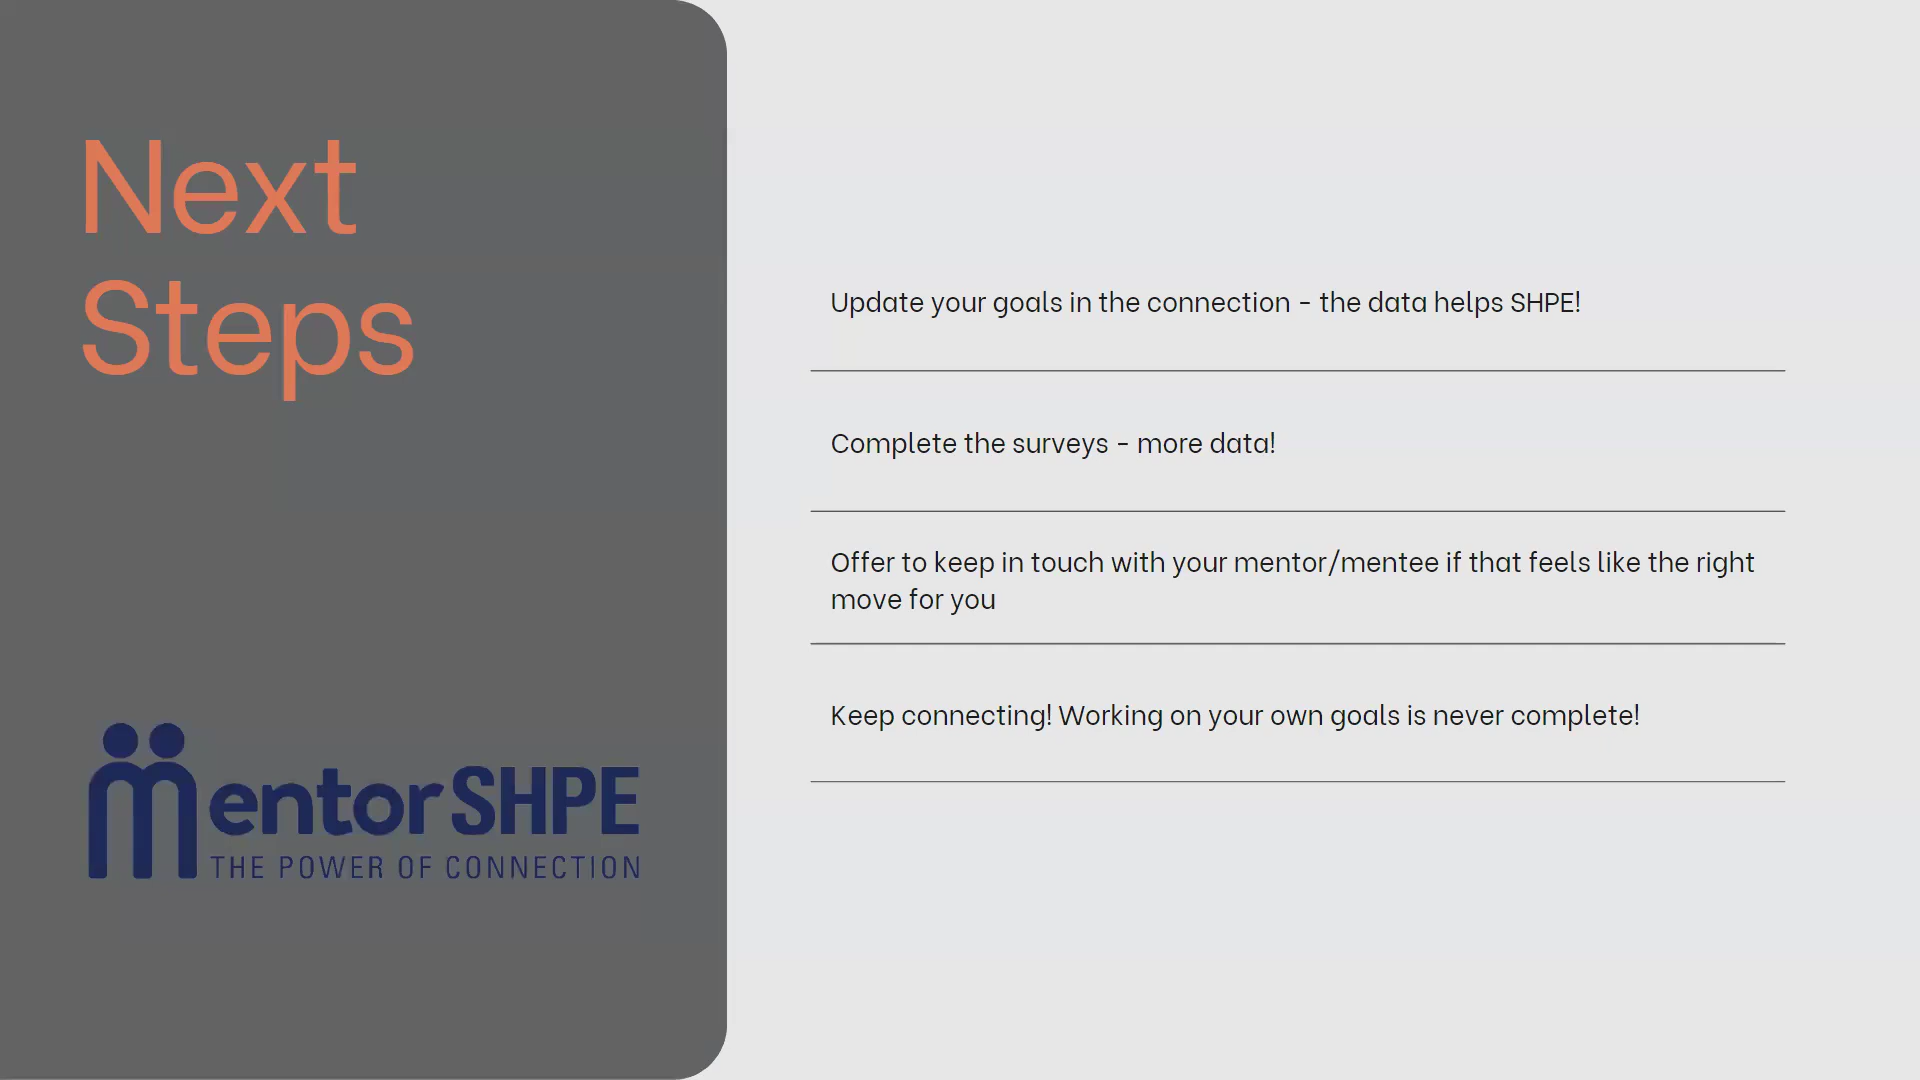 Next
Steps
Update your goals in the connection - the data helps SHPE!
Complete the surveys - more data!
Offer to keep in touch with your mentor/mentee if that feels like the right
move for you
Keep connecting! Working on your own goals is never complete!
mentorSHPE
THE POWER OF CONNECTION